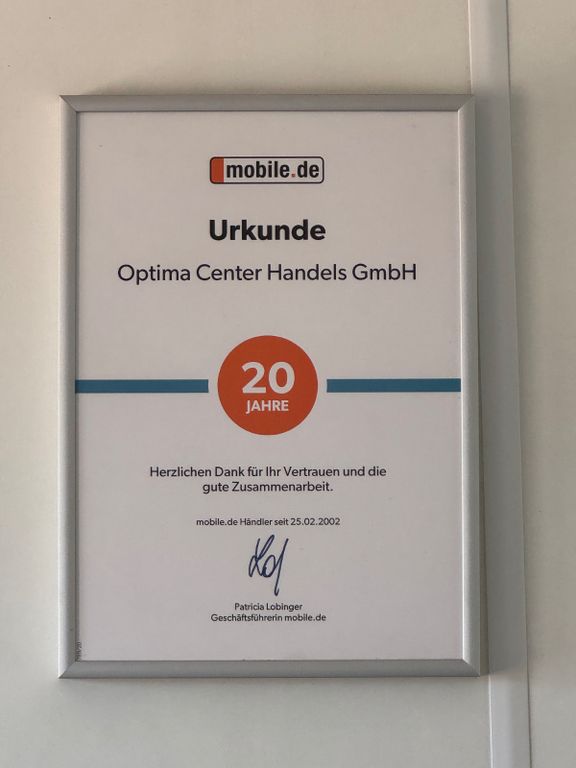 mobile.de
Urkunde
Optima Center Handels GmbH
20
JAHRE
Herzlichen Dank für Ihr Vertrauen und die
gute Zusammenarbeit.
mobile.de Händler seit 25.02.2002
Patricia Lobinger
Geschäftsführerin mobile.de